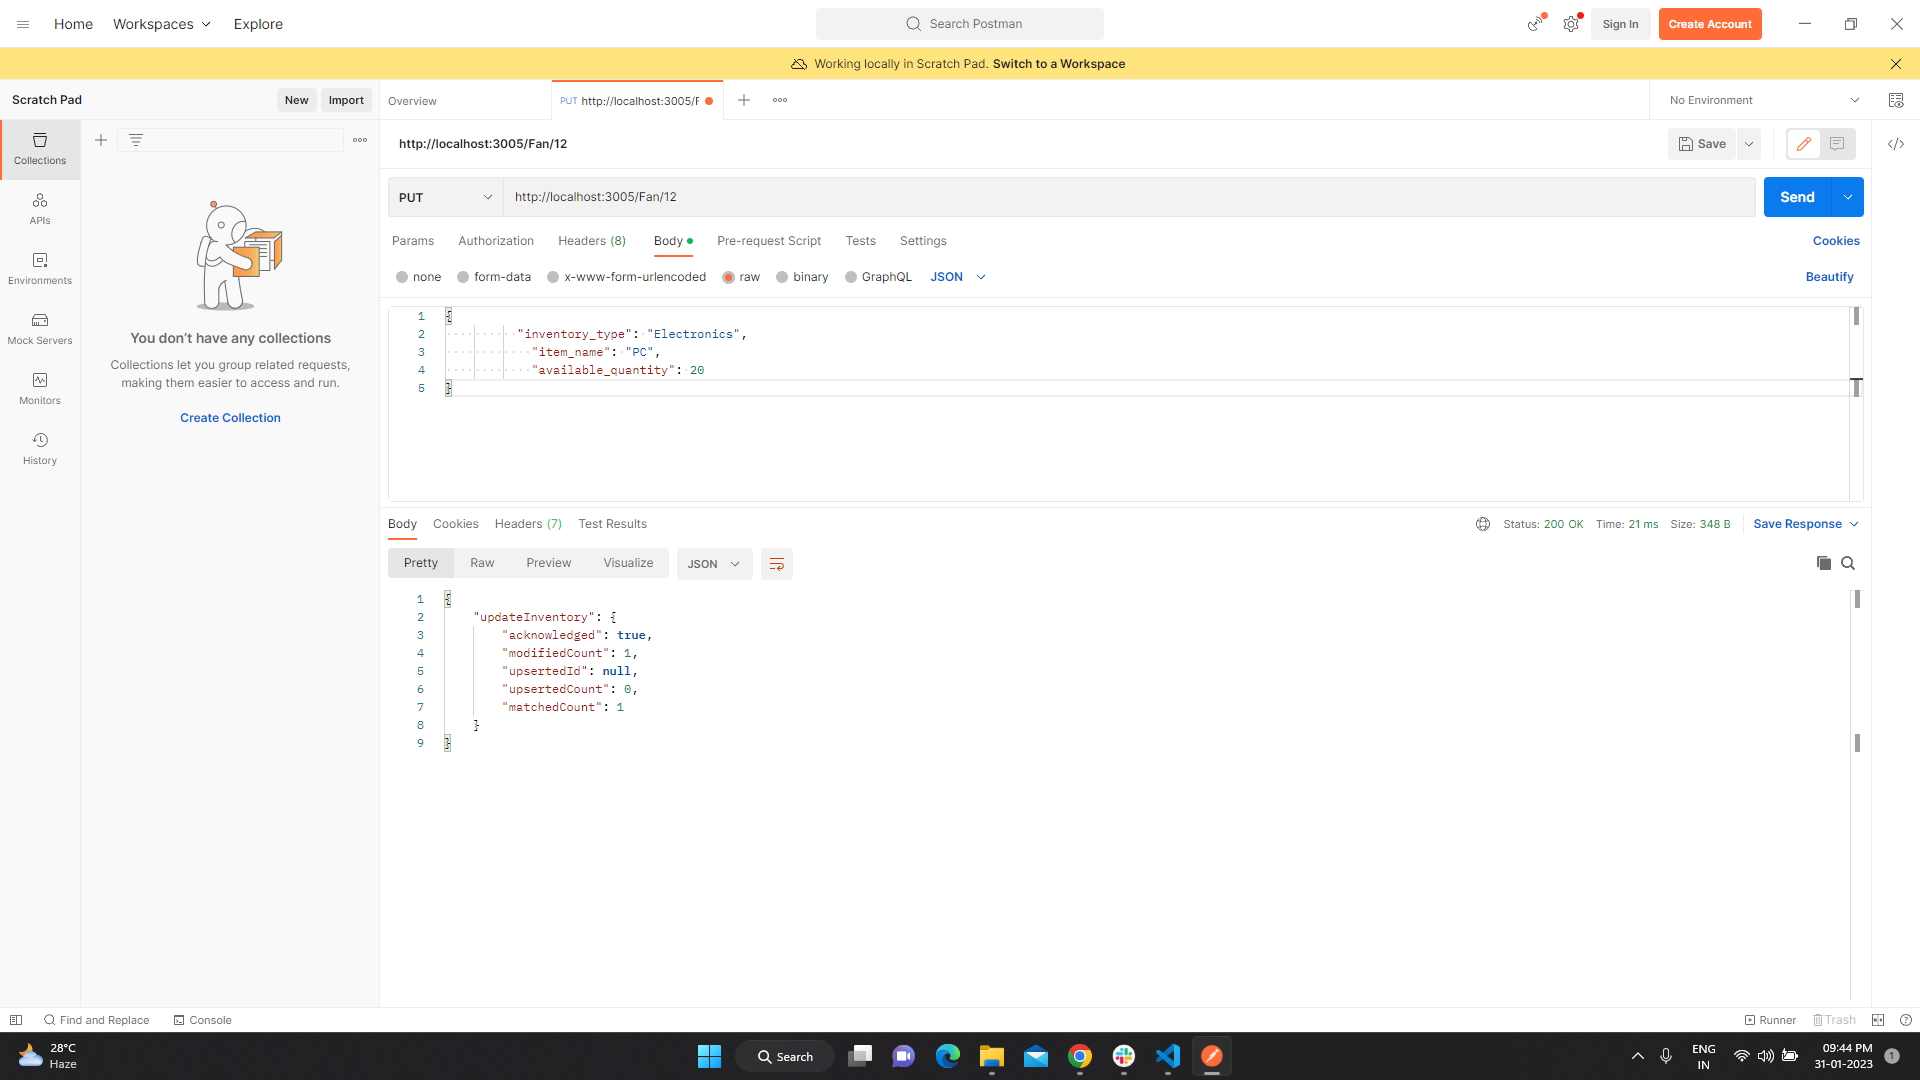 Home
Workspaces
Explore
Search Postman
Sign In
Create Account
Working locally in Scratch Pad. Switch to a Workspace
Scratch Pad
New
Import
Overview
PUT http://localhost:3005/F
No Environment
Collections
APIs
Environments
Mock Servers
Monitors
History
You don't have any collections
Collections let you group related requests,
making them easier to access and run.
Create Collection
http://localhost:3005/Fan/12
Save
PUT
http://localhost:3005/Fan/12
Send
Params
Authorization
Headers (8)
Body
Pre-request Script
Tests
Settings
Cookies
none
form-data
x-www-form-urlencoded
raw
binary
GraphQL
JSON
Beautify
1 {
2 "inventory_type": "Electronics",
3 "item_name": "PC",
4 "available_quantity": 20
5 }
Body
Cookies
Headers (7)
Test Results
Status: 200 OK
Time: 21 ms
Size: 348 B
Save Response
Pretty
Raw
Preview
Visualize
JSON
1 {
2 "updateInventory": {
3 "acknowledged": true,
4 "modifiedCount": 1,
5 "upsertedId": null,
6 "upsertedCount": 0,
7 "matchedCount": 1
8 }
9 }
Find and Replace
Console
Runner
Trash
28°C
Haze
Search
ENG
IN
09:44 PM
31-01-2023
1